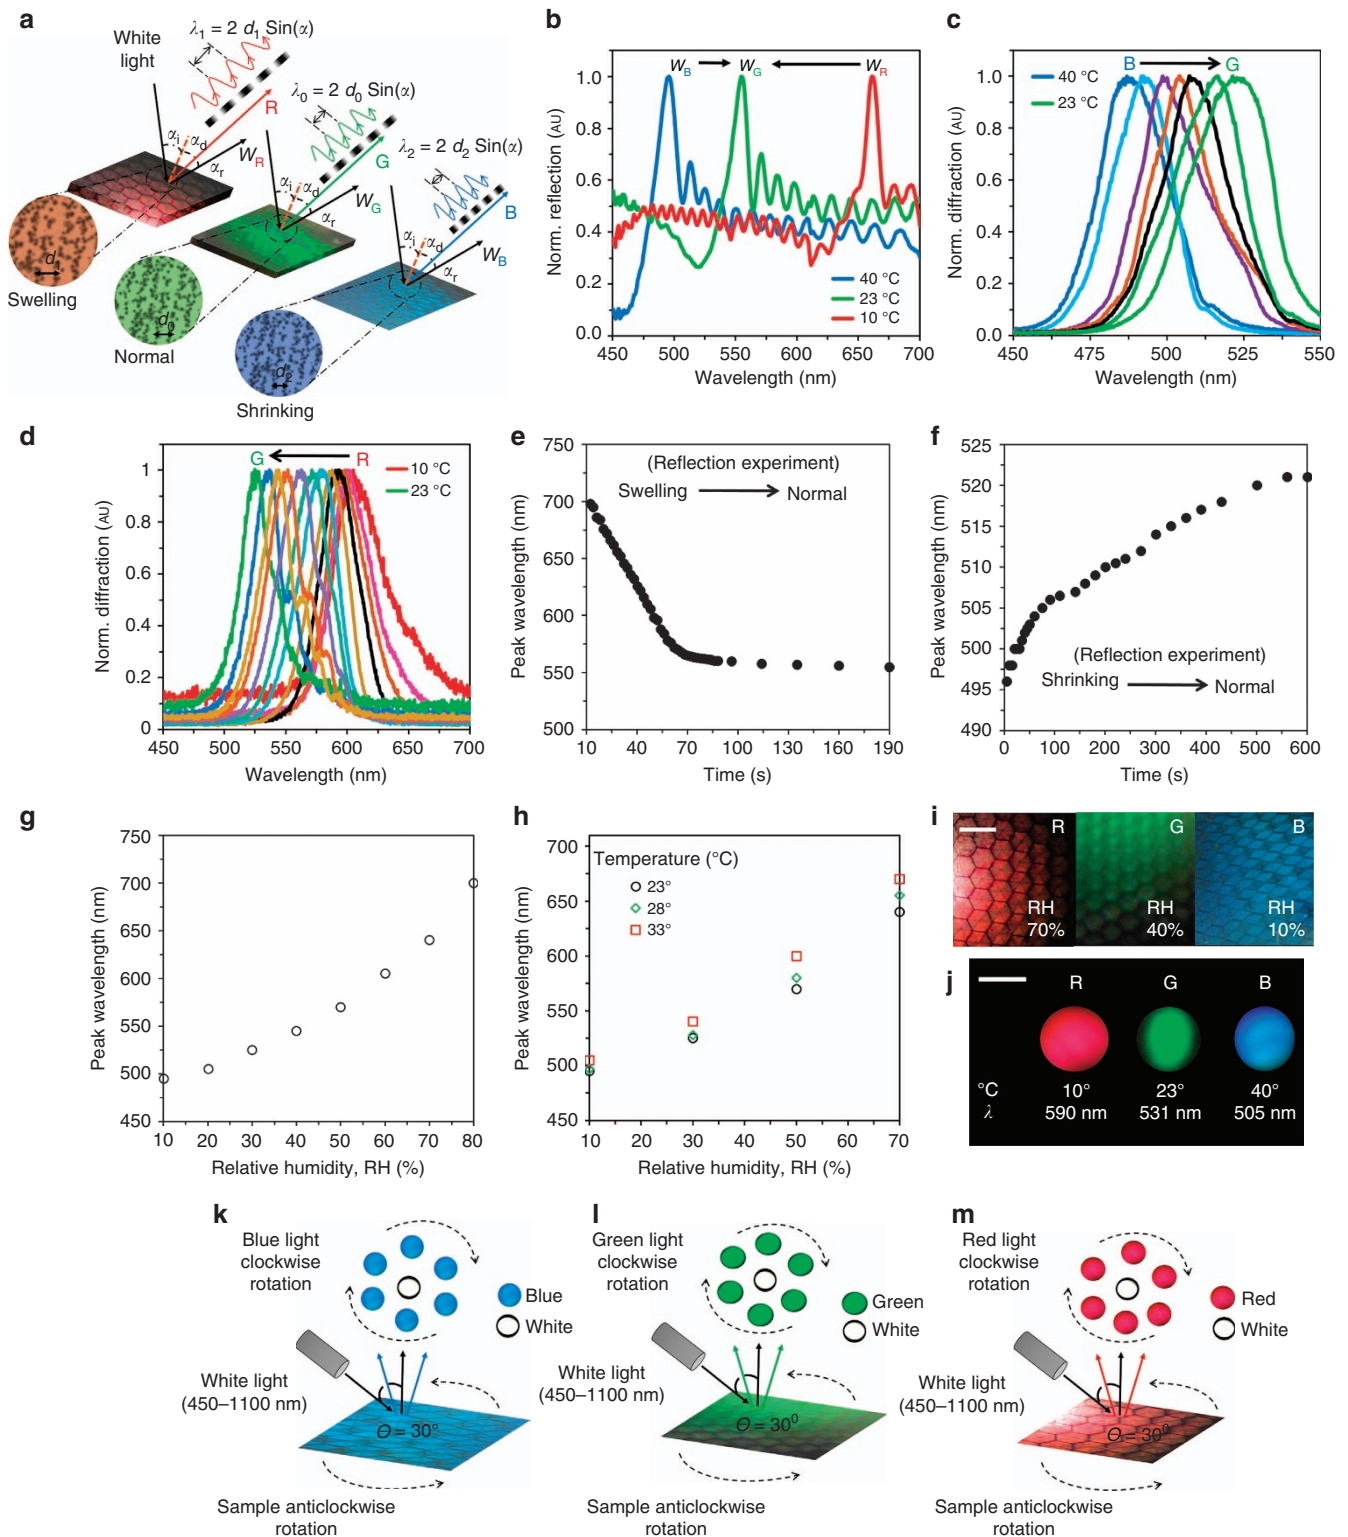 a
White
light
λ1 = 2 d1 Sin(α)
λ0 = 2 d0 Sin(α)
λ2 = 2 d2 Sin(α)
R
αi
αd
αr
WR
G
αi
αd
αr
WG
B
αi
αd
αr
WB
d
Swelling
d0
Normal
d2
Shrinking
b
Norm. reflection (AU)
1.0
0.8
0.6
0.4
0.2
0.0
WB
WG
WR
40 °C
23 °C
10 °C
450 500 550 600 650 700
Wavelength (nm)
c
Norm. diffraction (AU)
1.0
0.8
0.6
0.4
0.2
0.0
B
G
40 °C
23 °C
450 475 500 525 550
Wavelength (nm)
d
Norm. diffraction (AU)
1
0.8
0.6
0.4
0.2
0
G
R
10 °C
23 °C
450 500 550 600 650 700
Wavelength (nm)
e
Peak wavelength (nm)
750
700
650
600
550
500
(Reflection experiment)
Swelling
Normal
10 40 70 100 130 160 190
Time (s)
f
Peak wavelength (nm)
525
520
515
510
505
500
495
490
(Reflection experiment)
Shrinking
Normal
0 100 200 300 400 500 600
Time (s)
g
Peak wavelength (nm)
750
700
650
600
550
500
450
10 20 30 40 50 60 70 80
Relative humidity, RH (%)
h
Peak wavelength (nm)
700
650
600
550
500
450
Temperature (°C)
23°
28°
33°
10 20 30 40 50 60 70
Relative humidity, RH (%)
i
R
RH
70%
G
RH
40%
B
RH
10%
j
R G B
°C 10° 23° 40°
λ 590 nm 531 nm 505 nm
k
Blue light
clockwise
rotation
Blue
White
White light
(450–1100 nm)
Θ = 30°
Sample anticlockwise
rotation
l
Green light
clockwise
rotation
Green
White
White light
(450–1100 nm)
Θ = 30⁰
Sample anticlockwise
rotation
m
Red light
clockwise
rotation
Red
White
White light
(450–1100 nm)
Θ = 30⁰
Sample anticlockwise
rotation